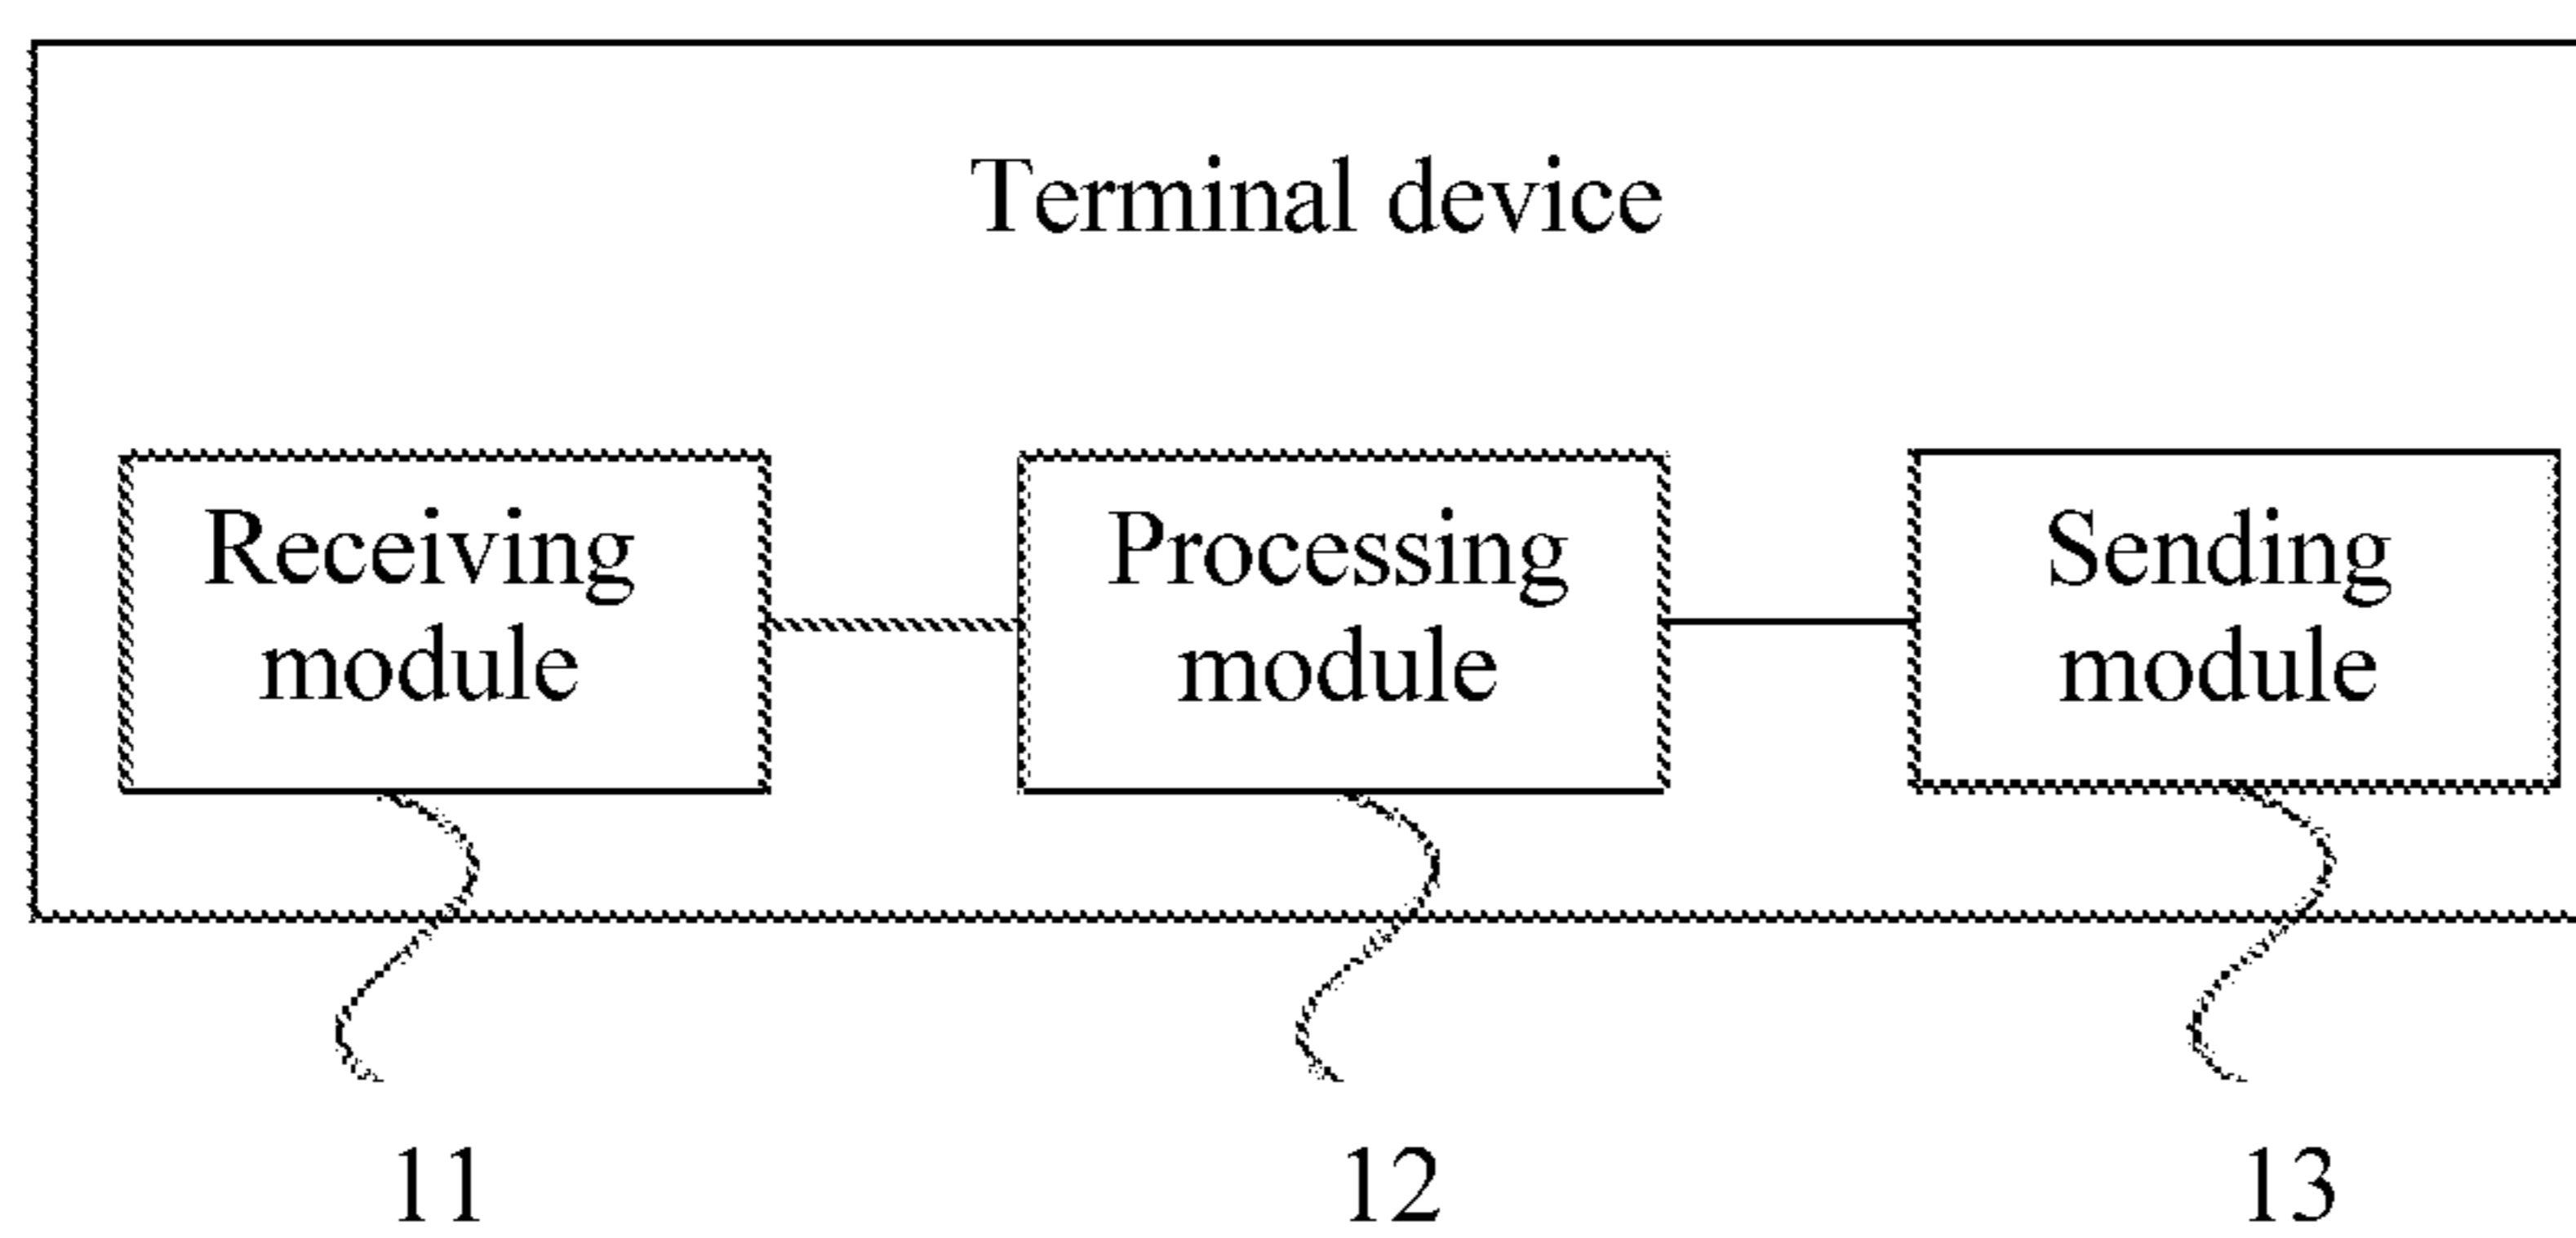 Terminal device
Receiving
module
Processing
module
Sending
module
11
12
13